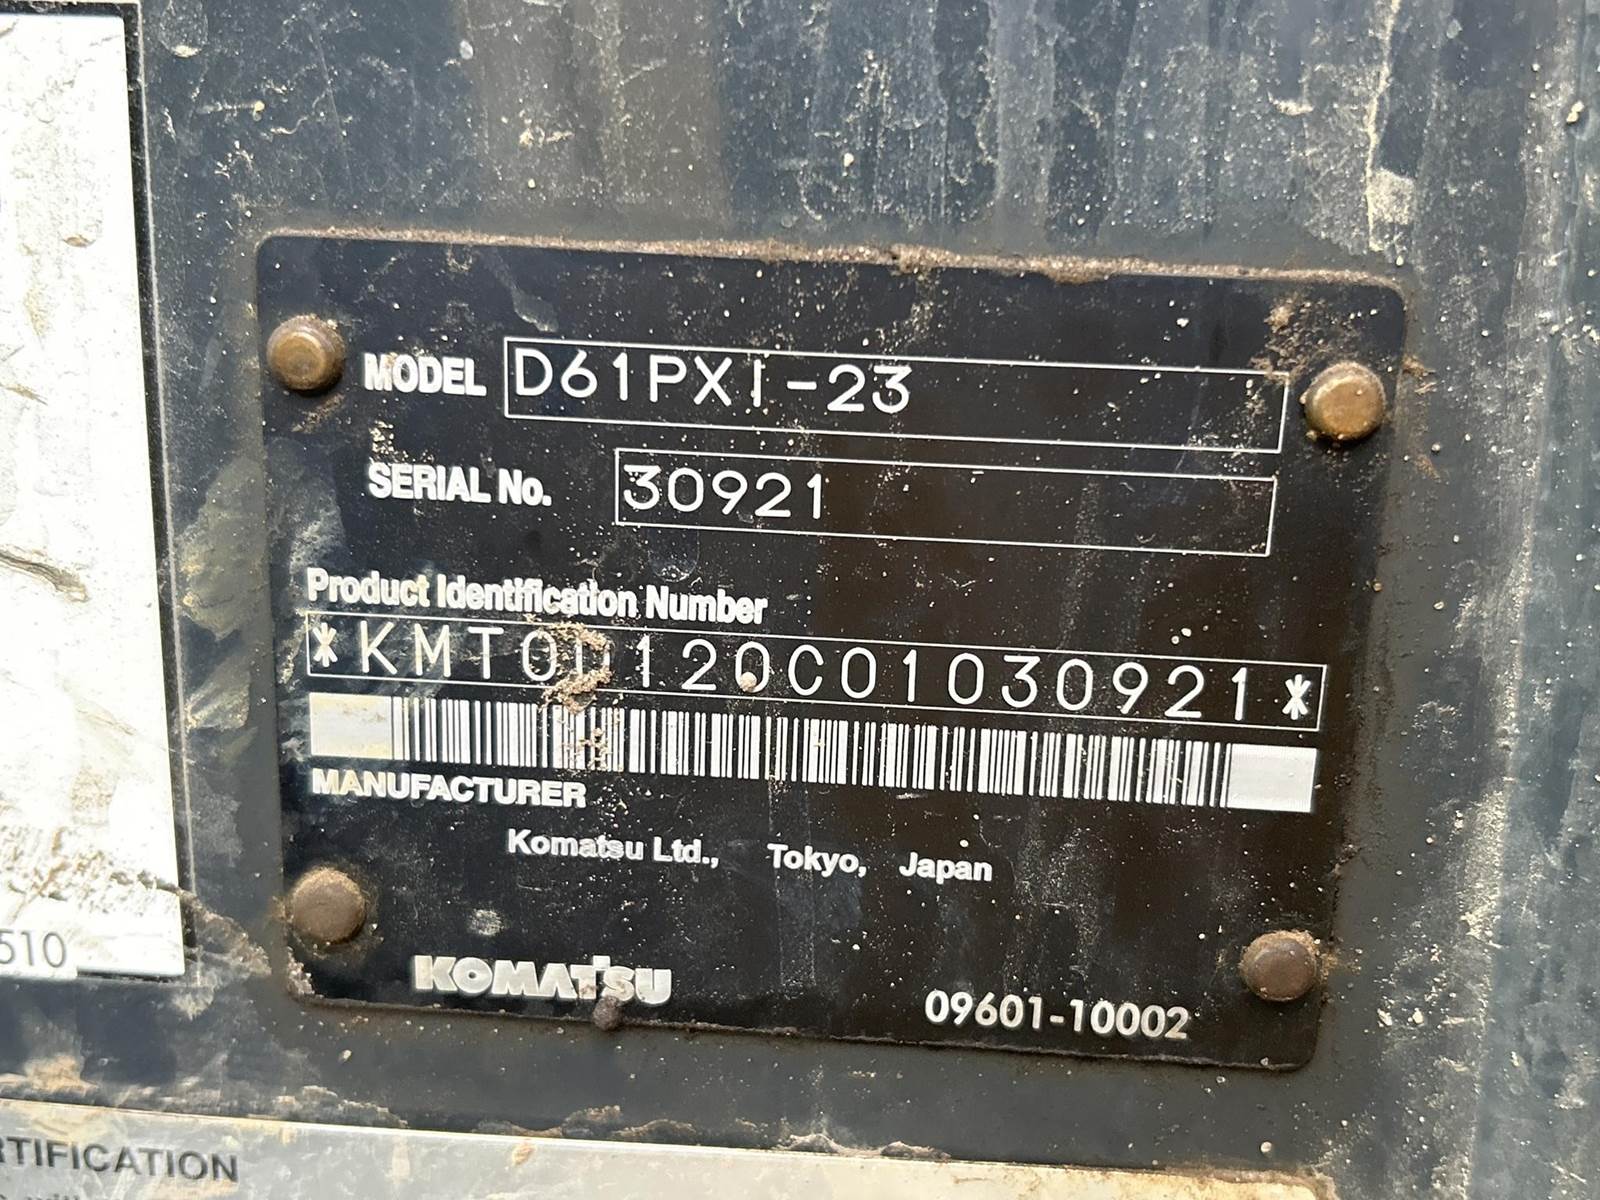 MODEL D61PXI-23
SERIAL No. 30921
Product Identification Number
*KMT0D120C01030921*
MANUFACTURER
Komatsu Ltd., Tokyo, Japan
KOMATSU
09601-10002
510
RTIFICATION